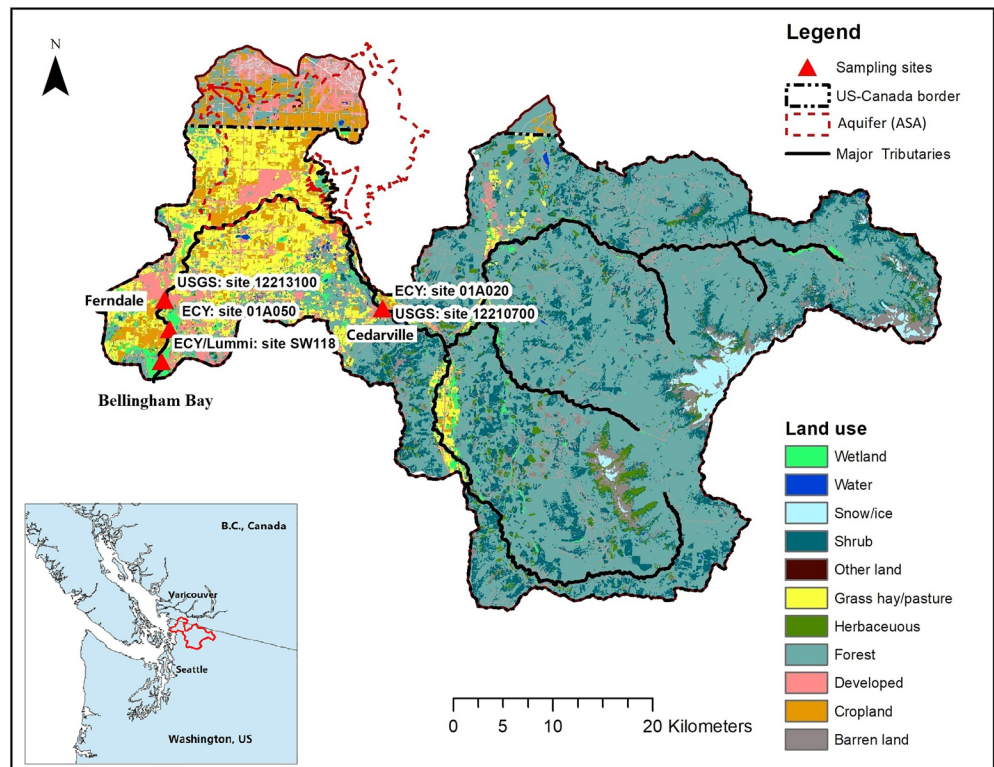 N
Legend
Sampling sites
US-Canada border
Aquifer (ASA)
Major Tributaries
USGS: site 12213100
Ferndale
ECY: site 01A050
ECY/Lummi: site SW118
Bellingham Bay
ECY: site 01A020
USGS: site 12210700
Cedarville
Land use
Wetland
Water
Snow/ice
Shrub
Other land
Grass hay/pasture
Herbaceuous
Forest
Developed
Cropland
Barren land
B.C., Canada
Varicouver
Seattle
Washington, US
0 5 10 20 Kilometers